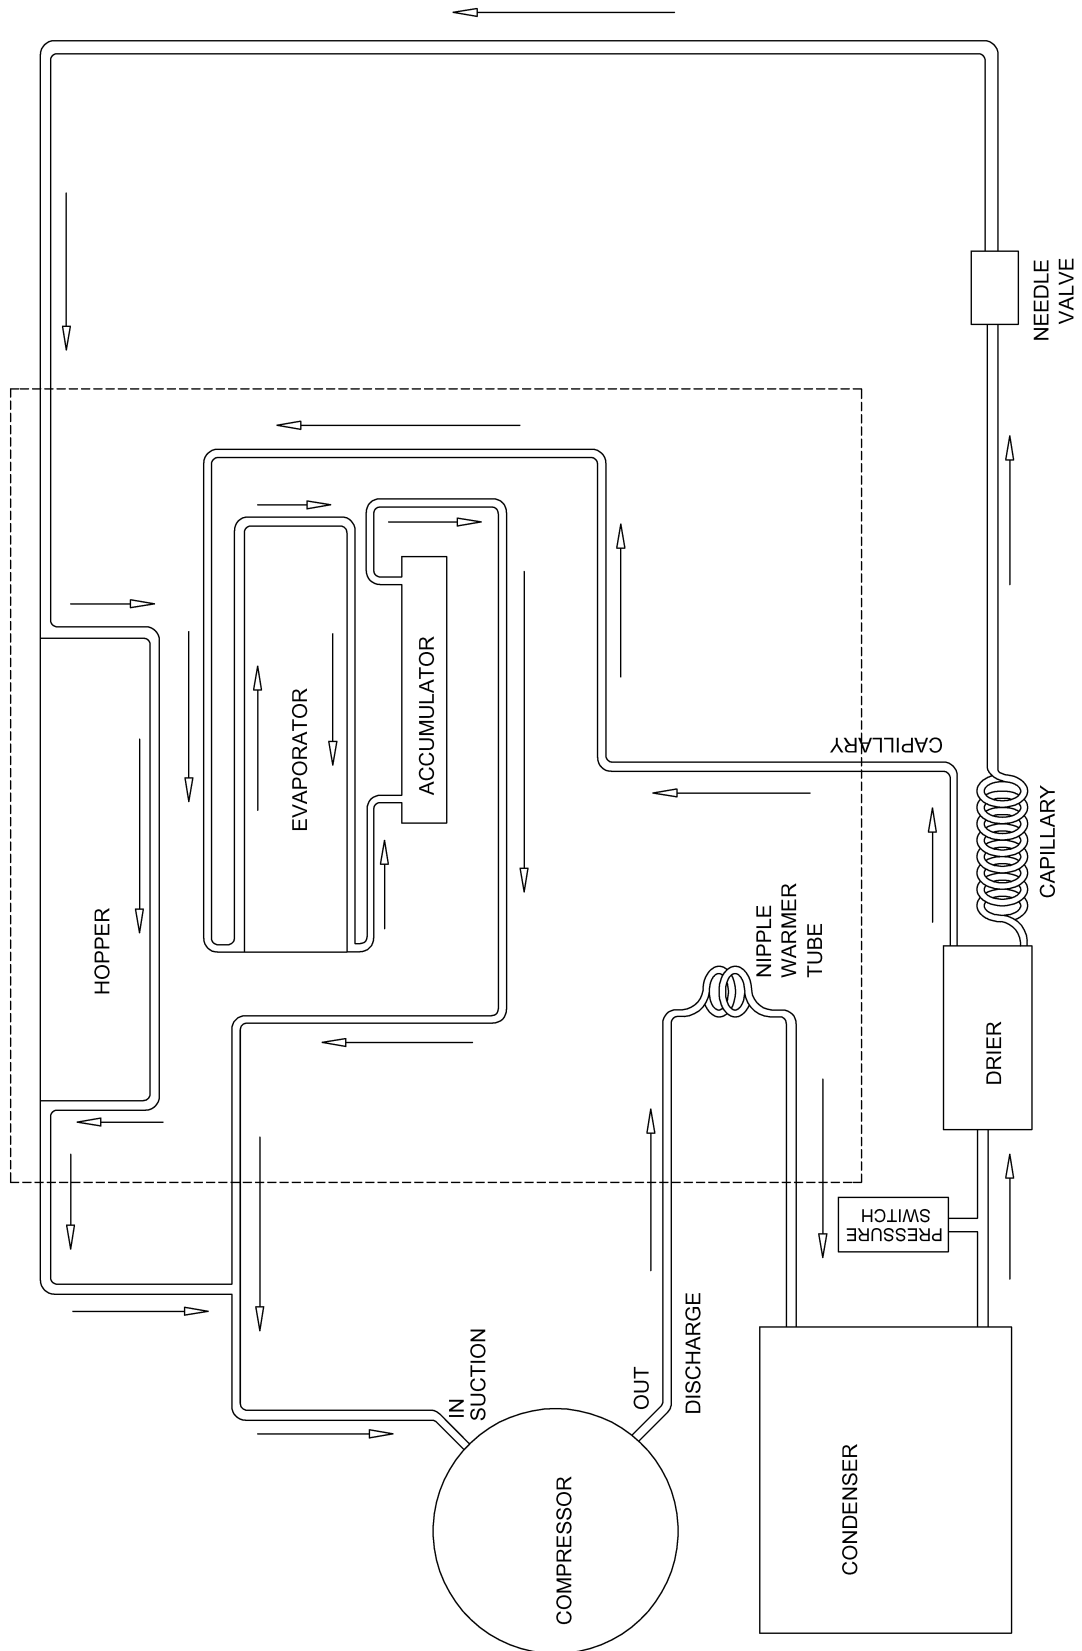 HOPPER
EVAPORATOR
ACCUMULATOR
NEEDLE
VALVE
CAPILLARY
CAPILLARY
NIPPLE
WARMER
TUBE
DRIER
PRESSURE
SWITCH
IN
SUCTION
OUT
DISCHARGE
COMPRESSOR
CONDENSER